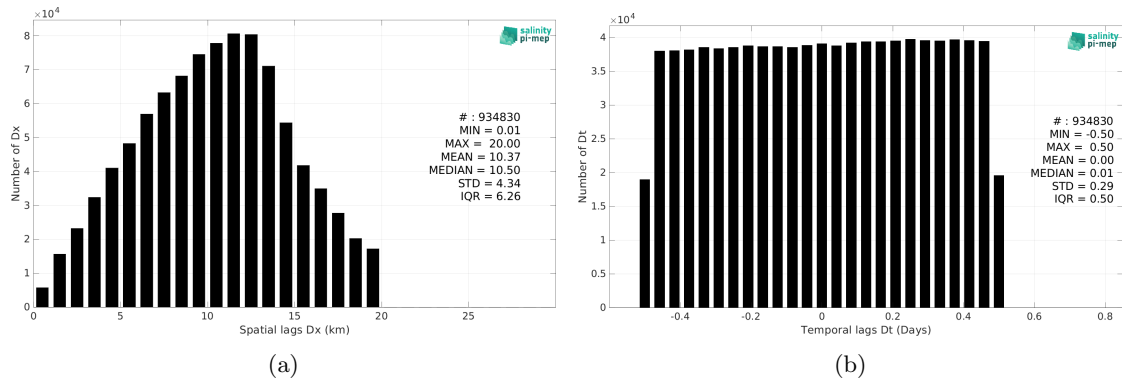 ×10⁴
8
7
6
5
4
3
2
1
0
Number of Dx
0
5
10
15
20
25
Spatial lags Dx (km)
salinity
pi-mep
# : 934830
MIN = 0.01
MAX = 20.00
MEAN = 10.37
MEDIAN = 10.50
STD = 4.34
IQR = 6.26
(a)
×10⁴
4
3.5
3
2.5
2
1.5
1
0.5
0
Number of Dt
-0.4
-0.2
0
0.2
0.4
0.6
0.8
Temporal lags Dt (Days)
salinity
pi-mep
# : 934830
MIN = -0.50
MAX = 0.50
MEAN = 0.00
MEDIAN = 0.01
STD = 0.29
IQR = 0.50
(b)